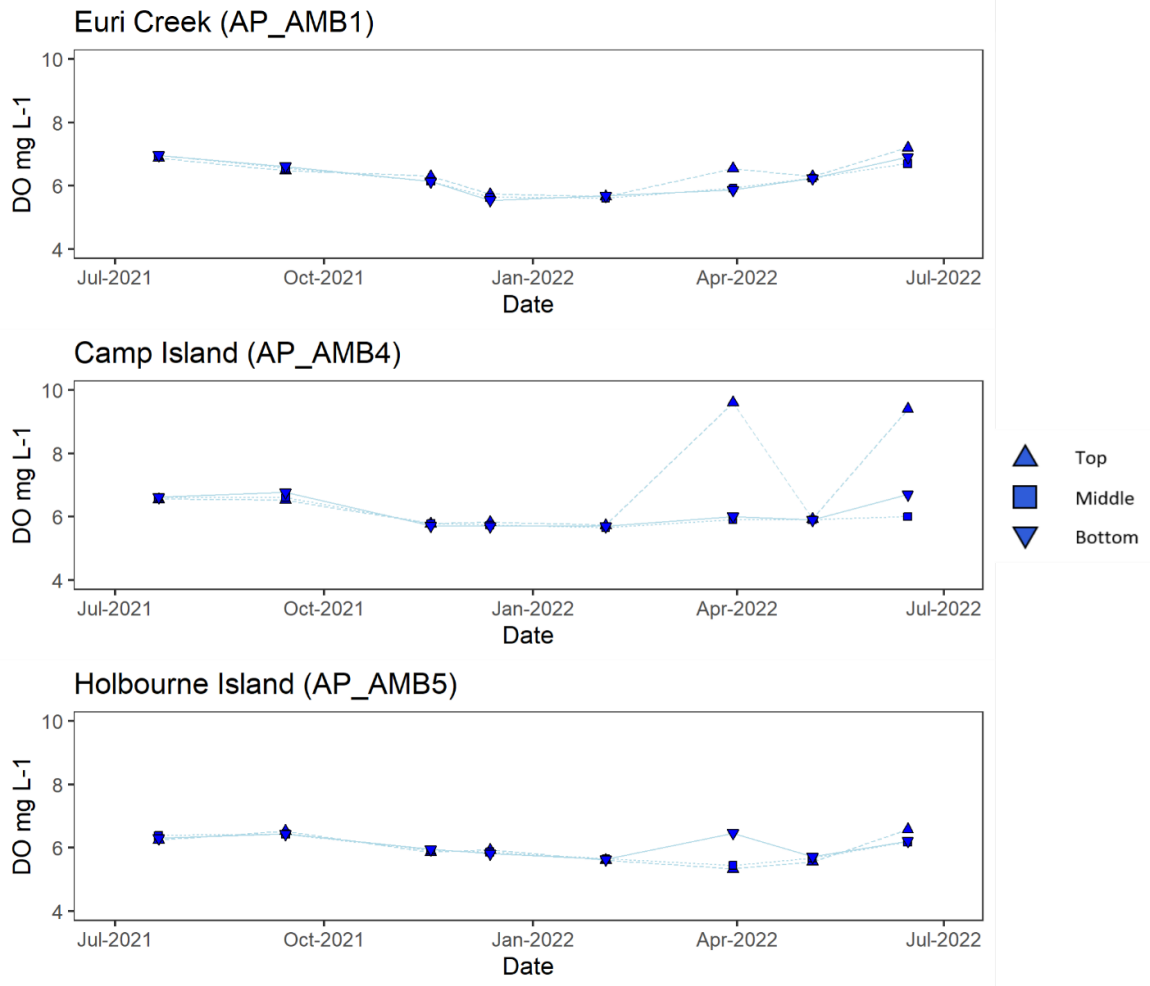 Euri Creek (AP_AMB1)
10
8
6
4
DO mg L-1
Jul-2021 Oct-2021 Jan-2022 Apr-2022 Jul-2022
Date
Camp Island (AP_AMB4)
10
8
6
4
DO mg L-1
Jul-2021 Oct-2021 Jan-2022 Apr-2022 Jul-2022
Date
Top
Middle
Bottom
Holbourne Island (AP_AMB5)
10
8
6
4
DO mg L-1
Jul-2021 Oct-2021 Jan-2022 Apr-2022 Jul-2022
Date